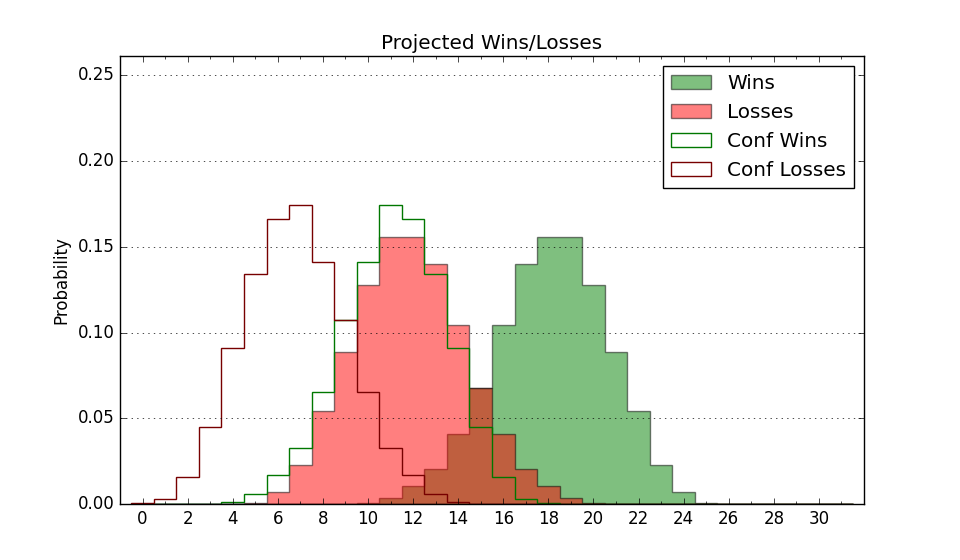 Projected Wins/Losses
0.25
0.20
0.15
0.10
0.05
0.00
Probability
Wins
Losses
Conf Wins
Conf Losses
0 2 4 6 8 10 12 14 16 18 20 22 24 26 28 30